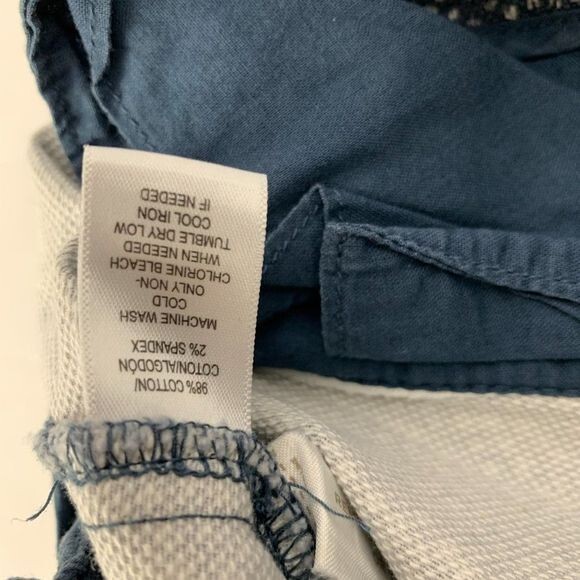 98% COTTON/
COTON/ALGODÓN
2% SPANDEX
MACHINE WASH
COLD
ONLY NON-
CHLORINE BLEACH
WHEN NEEDED
TUMBLE DRY LOW
COOL IRON
IF NEEDED